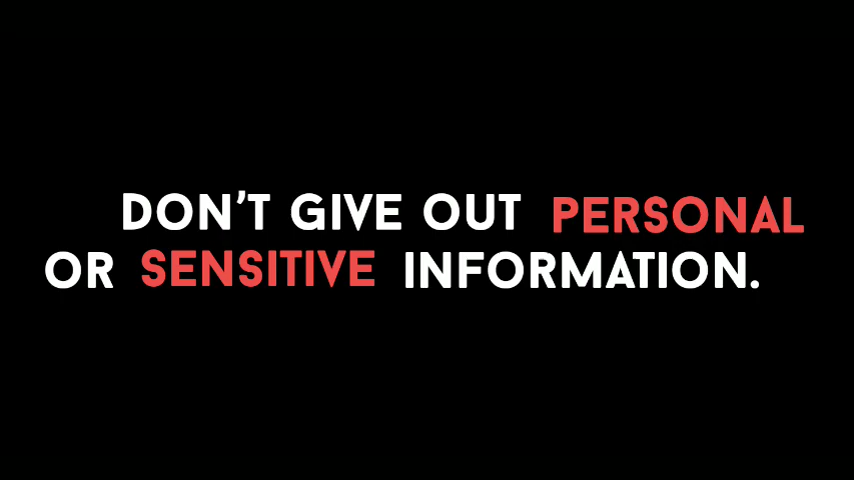 DON'T GIVE OUT PERSONAL
OR SENSITIVE INFORMATION.